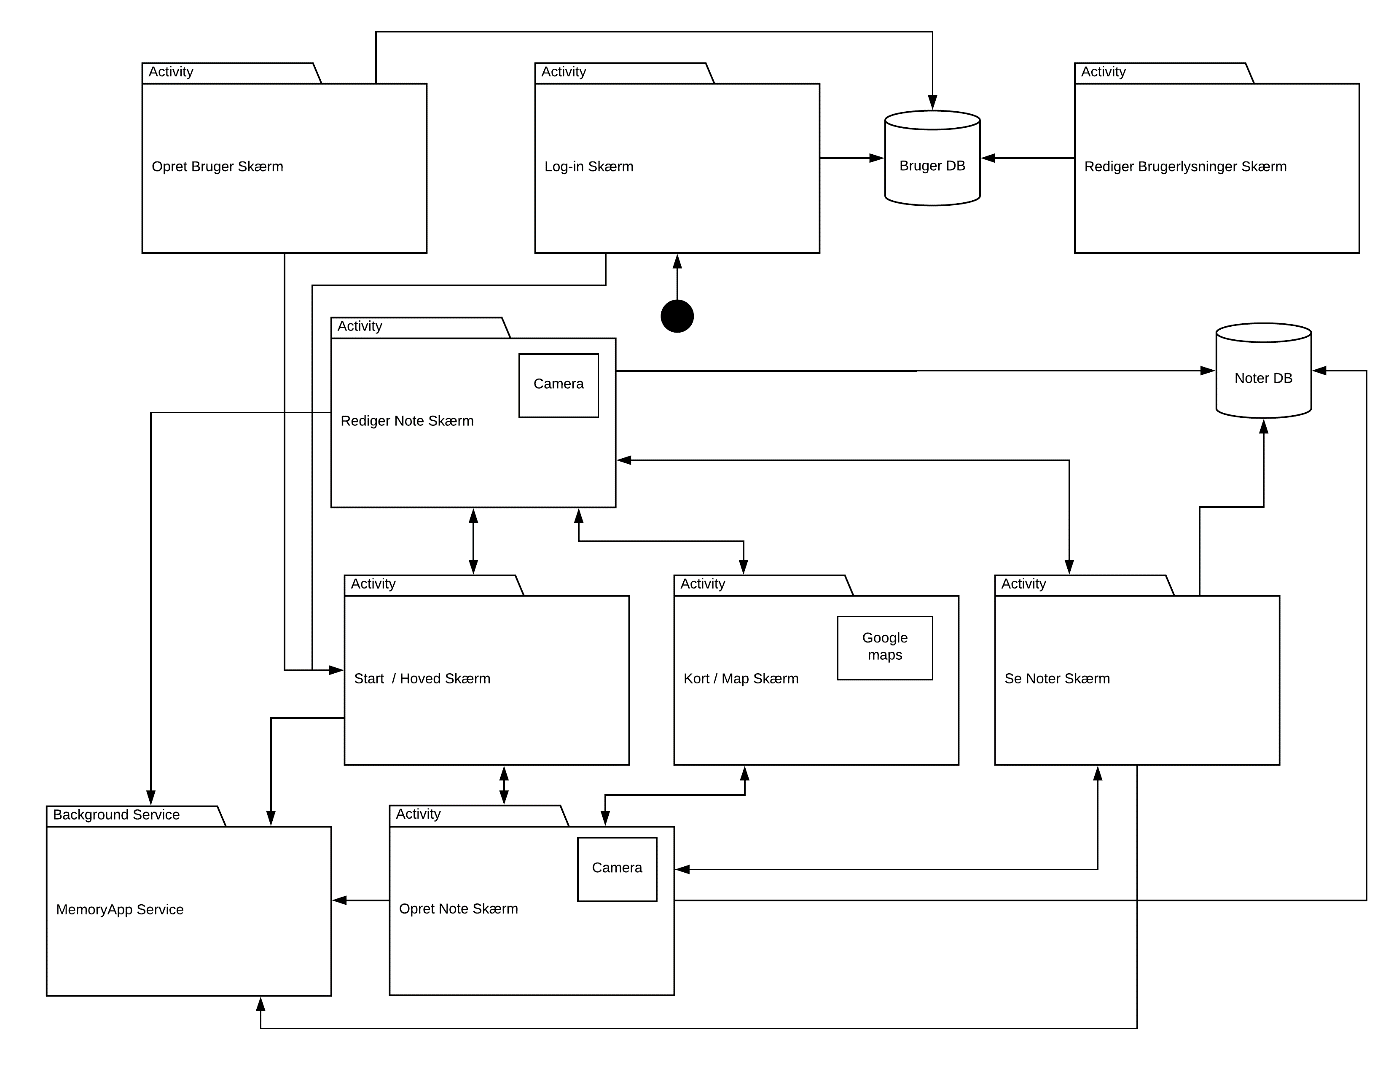 Activity
Opret Bruger Skærm
Activity
Log-in Skærm
Bruger DB
Activity
Rediger Brugerlysninger Skærm
Activity
Camera
Rediger Note Skærm
Noter DB
Activity
Start / Hoved Skærm
Activity
Google
maps
Kort / Map Skærm
Activity
Se Noter Skærm
Background Service
MemoryApp Service
Activity
Camera
Opret Note Skærm